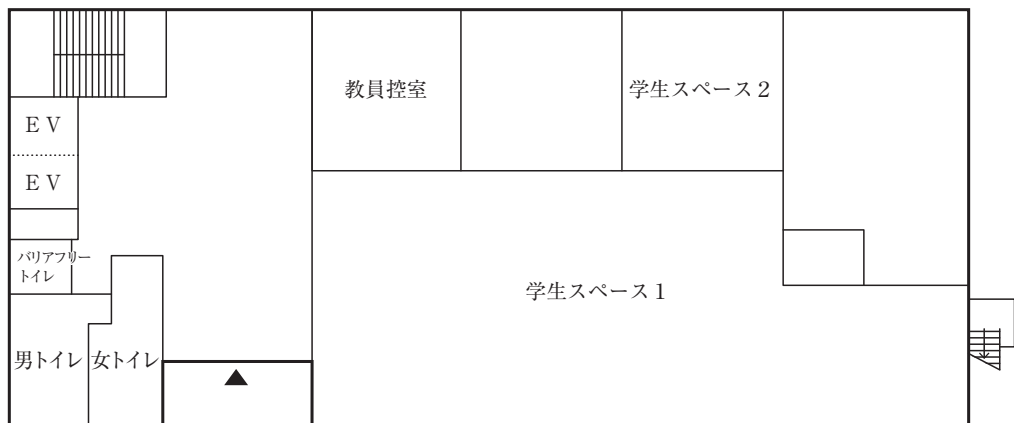 教員控室
学生スペース２
ＥＶ
ＥＶ
バリアフリー
トイレ
学生スペース１
男トイレ
女トイレ